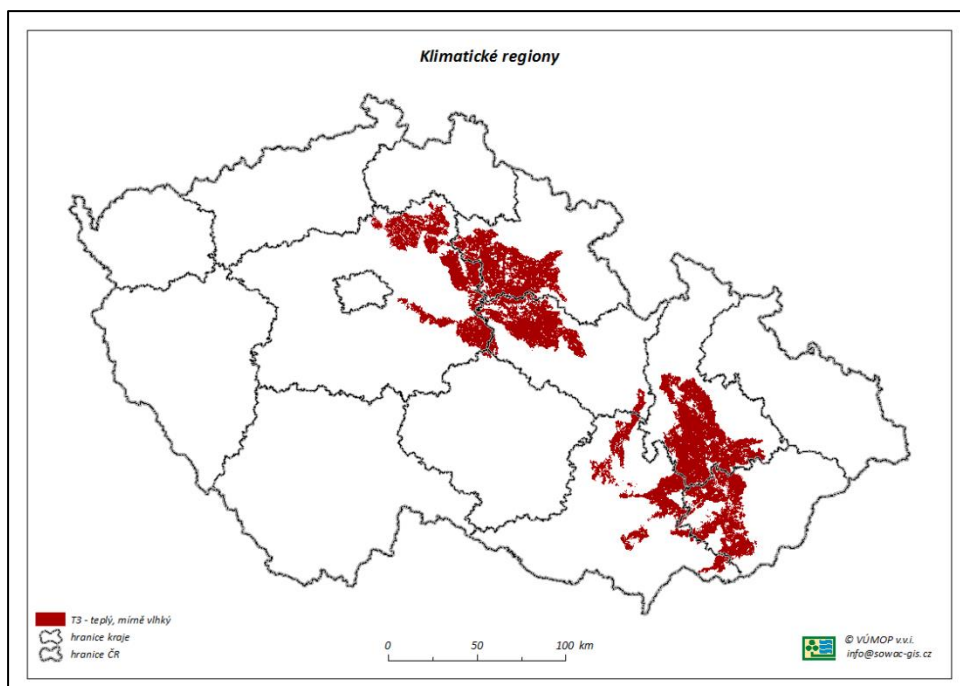 Klimatické regiony
T3 - teplý, mírně vlhký
hranice kraje
hranice ČR
0 50 100 km
© VÚMOP v.v.i.
info@sowac-gis.cz